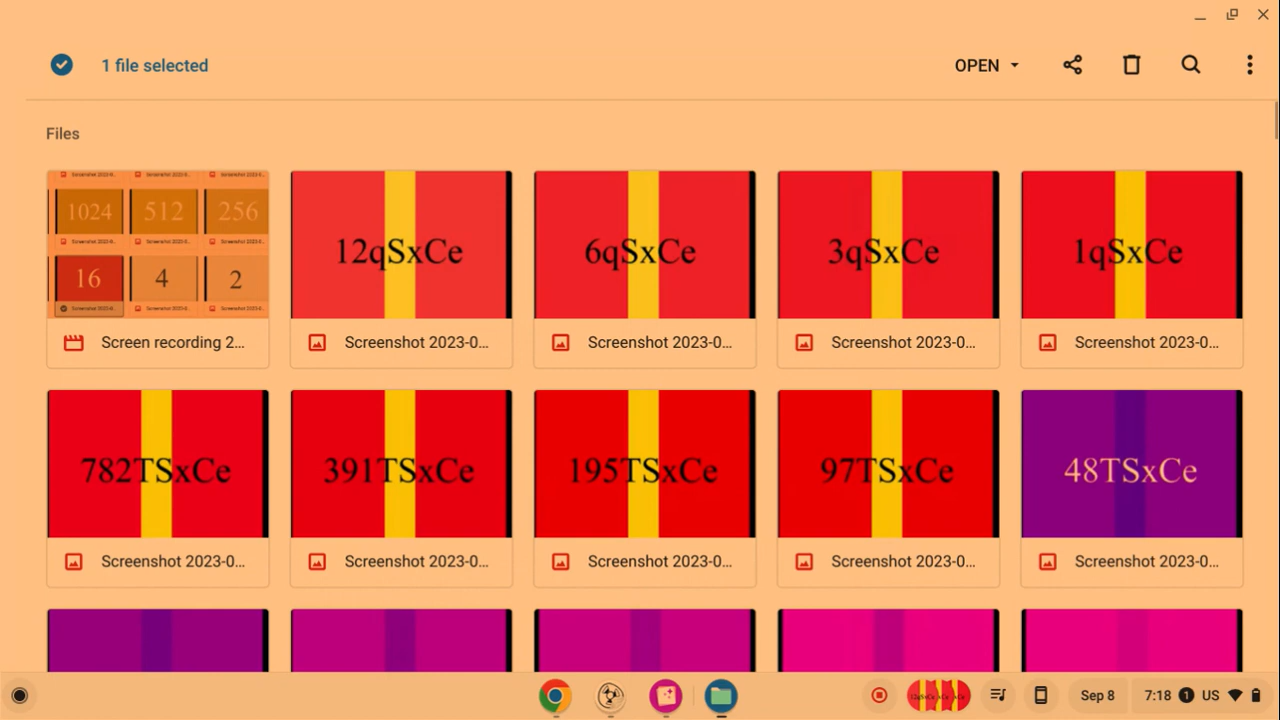 1 file selected
OPEN
Files
1024 512 256
16 4 2
12qSxCe
6qSxCe
3qSxCe
1qSxCe
Screen recording 2...
Screenshot 2023-0...
Screenshot 2023-0...
Screenshot 2023-0...
Screenshot 2023-0...
782TSxCe
391TSxCe
195TSxCe
97TSxCe
48TSxCe
Screenshot 2023-0...
Screenshot 2023-0...
Screenshot 2023-0...
Screenshot 2023-0...
Screenshot 2023-0...
Sep 8
7:18 1 US